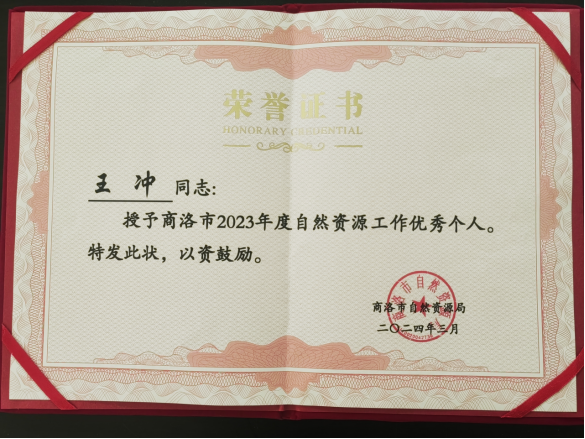 荣誉证书
HONORARY CREDENTIAL
王冲 同志:
授予商洛市2023年度自然资源工作优秀个人。
特发此状，以资鼓励。
商洛市自然资源局
二〇二四年三月